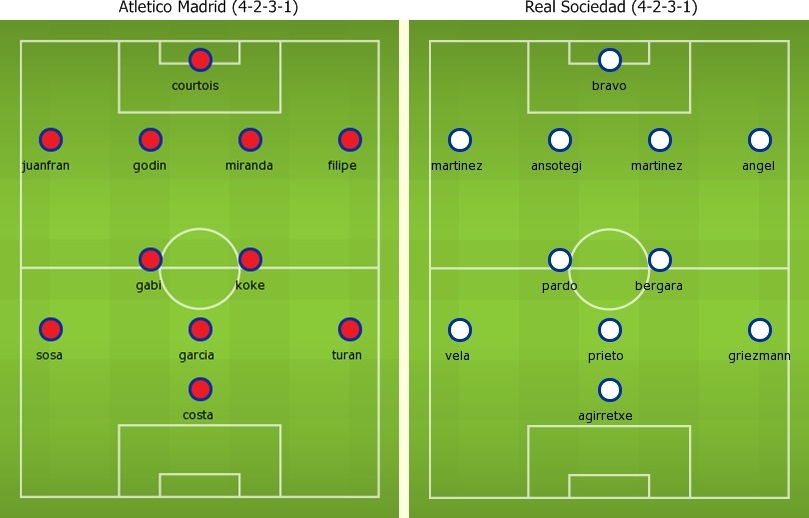 Atletico Madrid (4-2-3-1)
courtois
juanfran godin miranda filipe
gabi koke
sosa garcia turan
costa
Real Sociedad (4-2-3-1)
bravo
martinez ansotegi martinez angel
pardo bergara
vela prieto griezmann
agirretxe